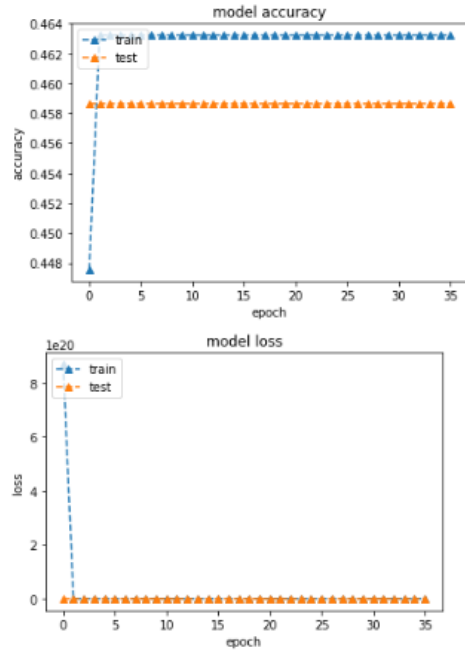 model accuracy
0.464
0.462
0.460
0.458
0.456
0.454
0.452
0.450
0.448
accuracy
train
test
0 5 10 15 20 25 30 35
epoch
model loss
1e20
8
6
4
2
0
loss
train
test
0 5 10 15 20 25 30 35
epoch